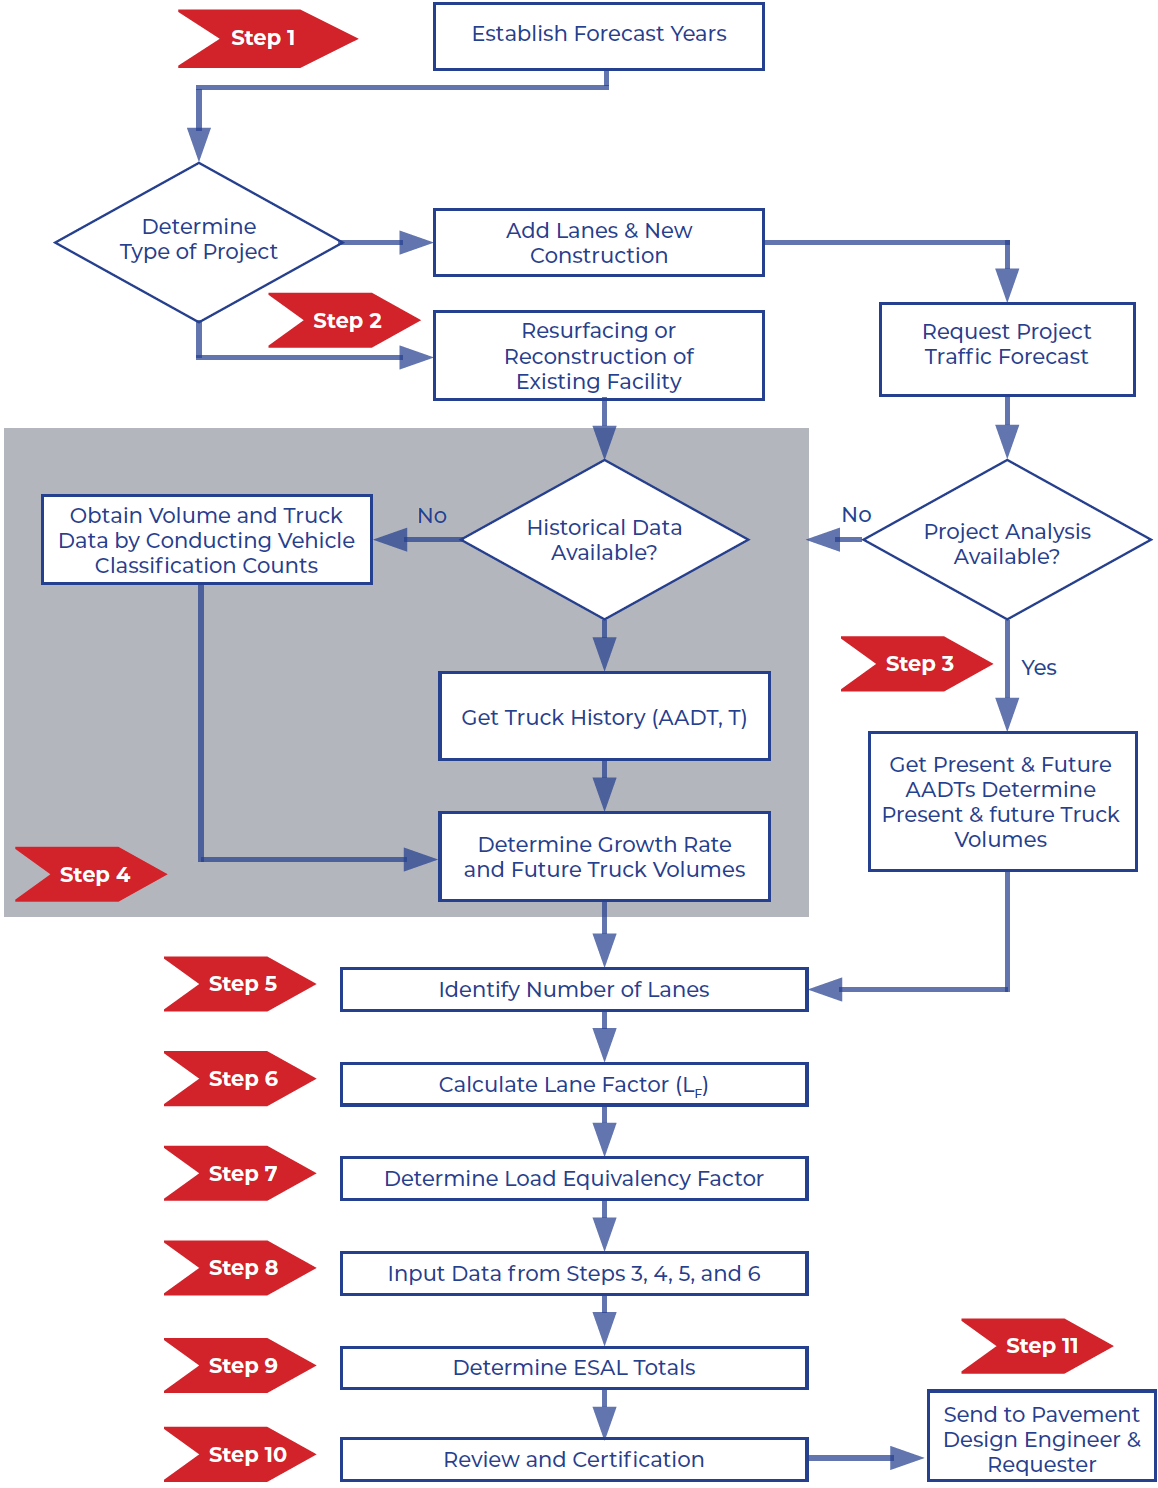 Step 1
Establish Forecast Years
Determine
Type of Project
Add Lanes & New
Construction
Step 2
Resurfacing or
Reconstruction of
Existing Facility
Request Project
Traffic Forecast
Obtain Volume and Truck
Data by Conducting Vehicle
Classification Counts
No
Historical Data
Available?
No
Project Analysis
Available?
Step 3
Yes
Get Truck History (AADT, T)
Get Present & Future
AADTs Determine
Present & future Truck
Volumes
Step 4
Determine Growth Rate
and Future Truck Volumes
Step 5
Identify Number of Lanes
Step 6
Calculate Lane Factor (LF)
Step 7
Determine Load Equivalency Factor
Step 8
Input Data from Steps 3, 4, 5, and 6
Step 9
Determine ESAL Totals
Step 10
Review and Certification
Step 11
Send to Pavement
Design Engineer &
Requester